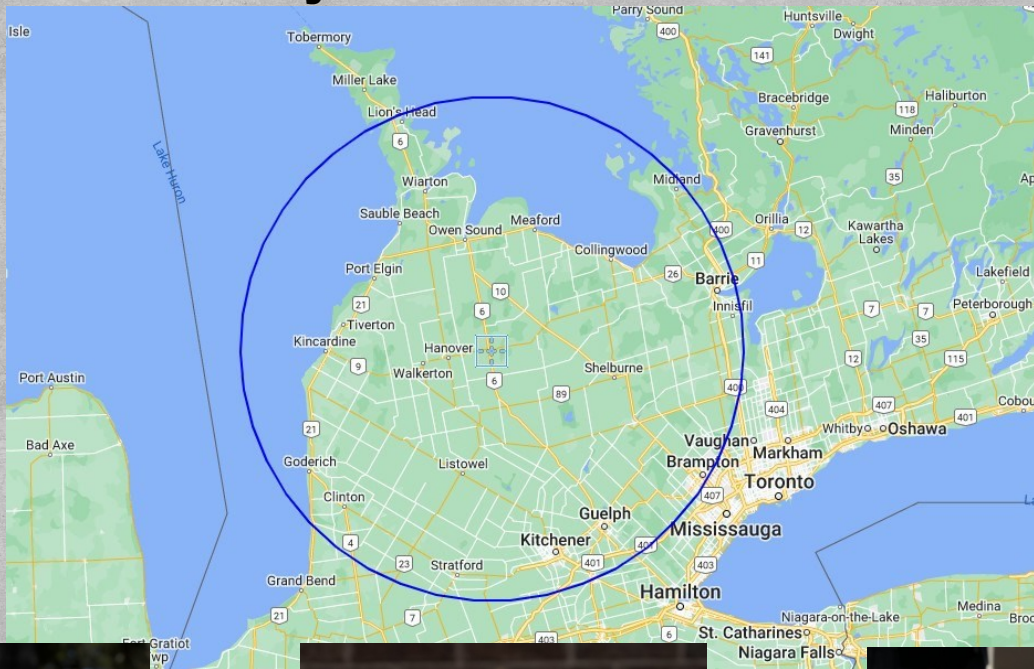 Parry Sound
Huntsville
Isle
400
Dwight
Tobermory
141
Miller Lake
Bracebridge
Haliburton
118
Lion's Head
Gravenhurst
Minden
6
Lake Huron
35
Wiarton
Midland
Sauble Beach
Meaford
Orillia
Kawartha
Lakes
Owen Sound
400
12
Collingwood
11
Port Elgin
26
Barrie
Lakefield
10
21
Innisfil
Peterborough
6
7
7
Tiverton
35
Kincardine
Hanover
12
115
9
Walkerton
Shelburne
6
Port Austin
400
89
404
407
401
Whitby
Oshawa
21
Vaughan
Bad Axe
Markham
Goderich
Listowel
Brampton
Toronto
Clinton
407
Guelph
Mississauga
4
Kitchener
401
23
Stratford
401
403
Grand Bend
Hamilton
21
7
Niagara-on-the-Lake
Medina
6
St. Catharines
403
Niagara Falls
Fort Gratiot